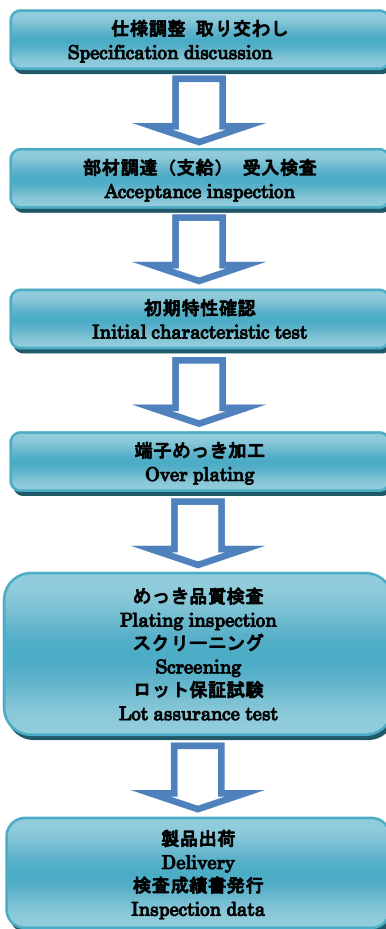 仕様調整 取り交わし
Specification discussion
部材調達（支給） 受入検査
Acceptance inspection
初期特性確認
Initial characteristic test
端子めっき加工
Over plating
めっき品質検査
Plating inspection
スクリーニング
Screening
ロット保証試験
Lot assurance test
製品出荷
Delivery
検査成績書発行
Inspection data